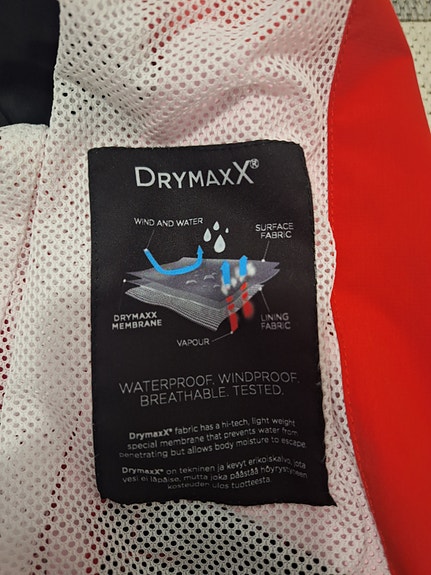 DRYMAXX®
WIND AND WATER
SURFACE
FABRIC
DRYMAXX
MEMBRANE
LINING
FABRIC
VAPOUR
WATERPROOF. WINDPROOF.
BREATHABLE. TESTED.
DrymaxX® fabric has a hi-tech, light weight
special membrane that prevents water from
penetrating but allows body moisture to escape.
DrymaxX® on tekninen ja kevyt erikoiskalvo, jota
vesi ei läpäise, mutta joka päästää höyrystyneen
kosteuden ulos tuotteesta.